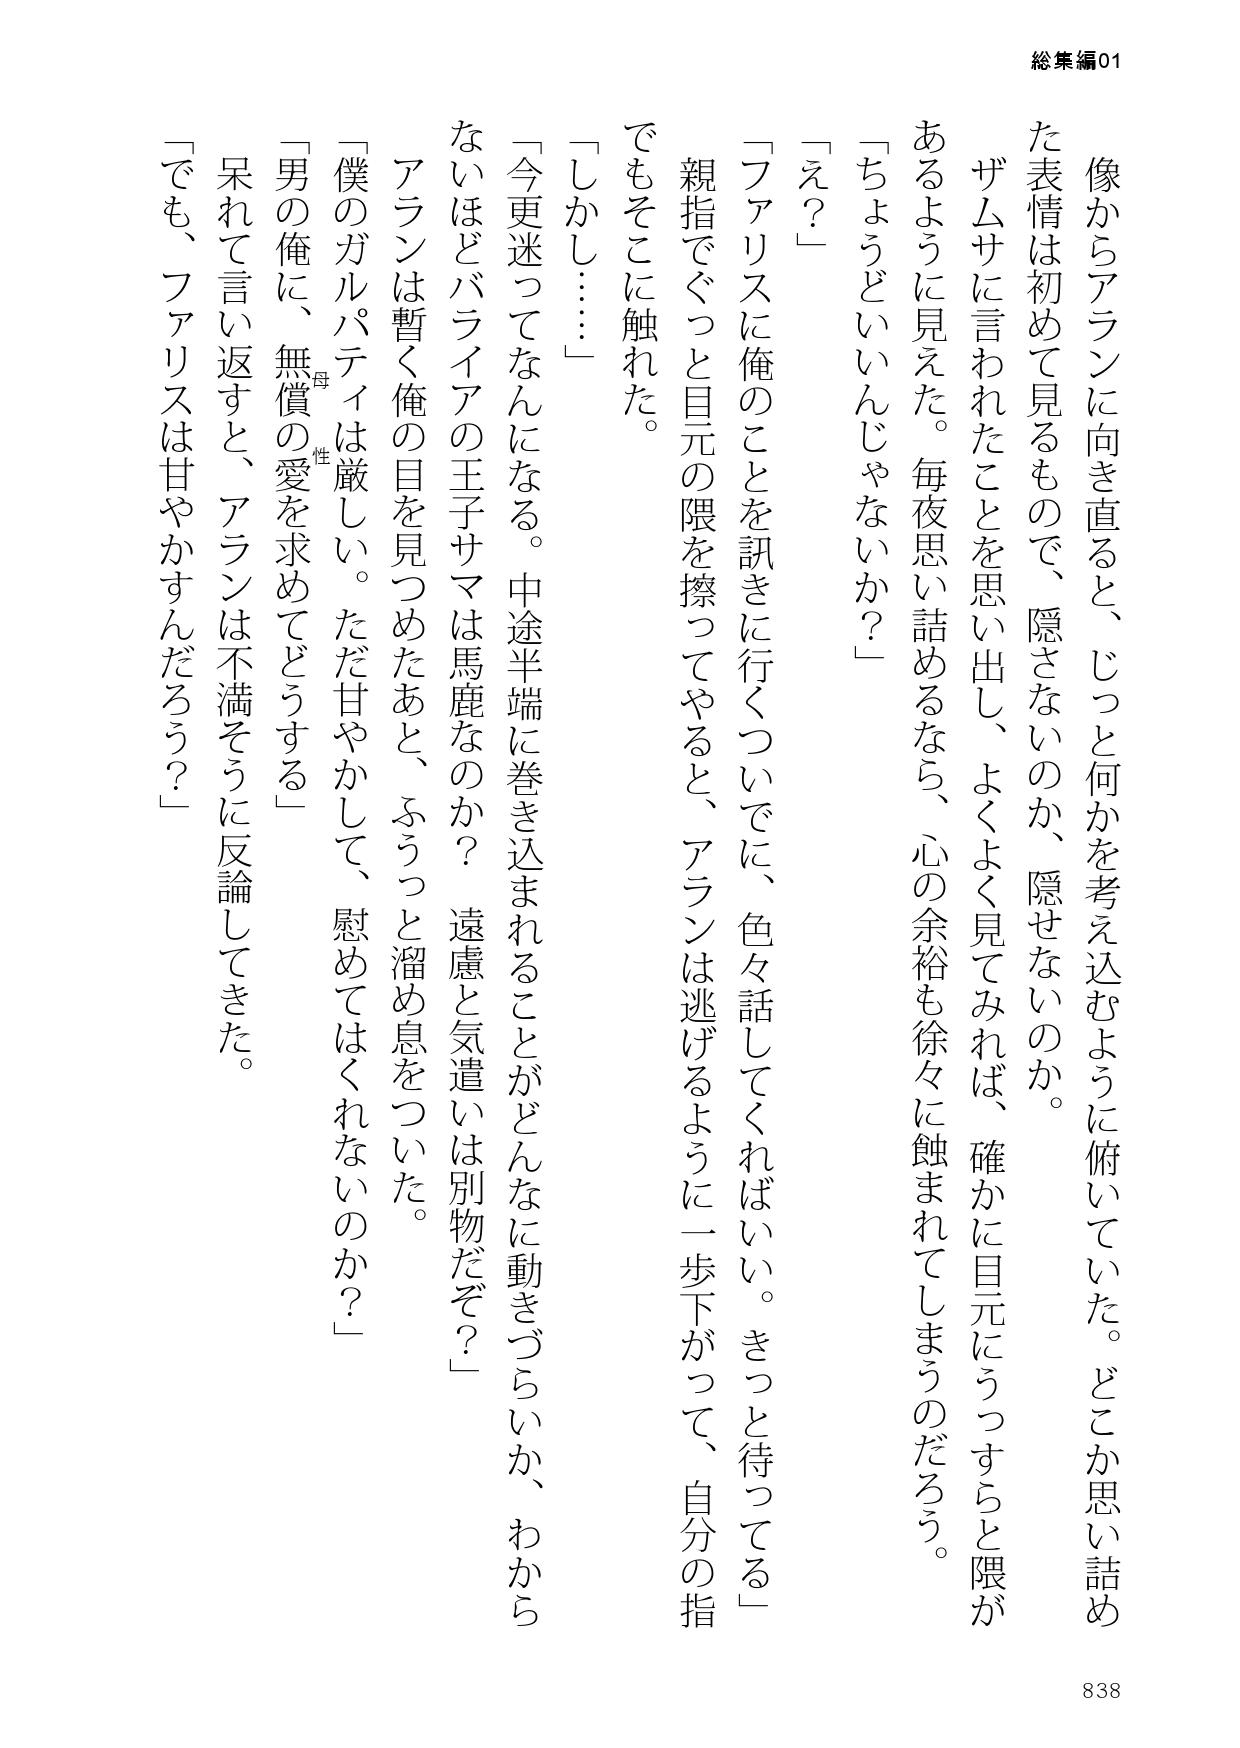 総集編01
　像からアランに向き直ると、じっと何かを考え込むように俯いていた。どこか思い詰め
た表情は初めて見るもので、隠さないのか、隠せないのか。
　ザムサに言われたことを思い出し、よくよく見てみれば、確かに目元にうっすらと隈が
あるように見えた。毎夜思い詰めるなら、心の余裕も徐々に蝕まれてしまうのだろう。
「ちょうどいいんじゃないか？」
「え？」
「ファリスに俺のことを訊きに行くついでに、色々話してくればいい。きっと待ってる」
　親指でぐっと目元の隈を擦ってやると、アランは逃げるように一歩下がって、自分の指
でもそこに触れた。
「しかし……」
「今更迷ってなんになる。中途半端に巻き込まれることがどんなに動きづらいか、わから
ないほどバライアの王子サマは馬鹿なのか？　遠慮と気遣いは別物だぞ？」
　アランは暫く俺の目を見つめたあと、ふうっと溜め息をついた。
「僕のガルパティは厳しい。ただ甘やかして、慰めてはくれないのか？」
母性
「男の俺に、無償の愛を求めてどうする」
　呆れて言い返すと、アランは不満そうに反論してきた。
「でも、ファリスは甘やかすんだろう？」
838